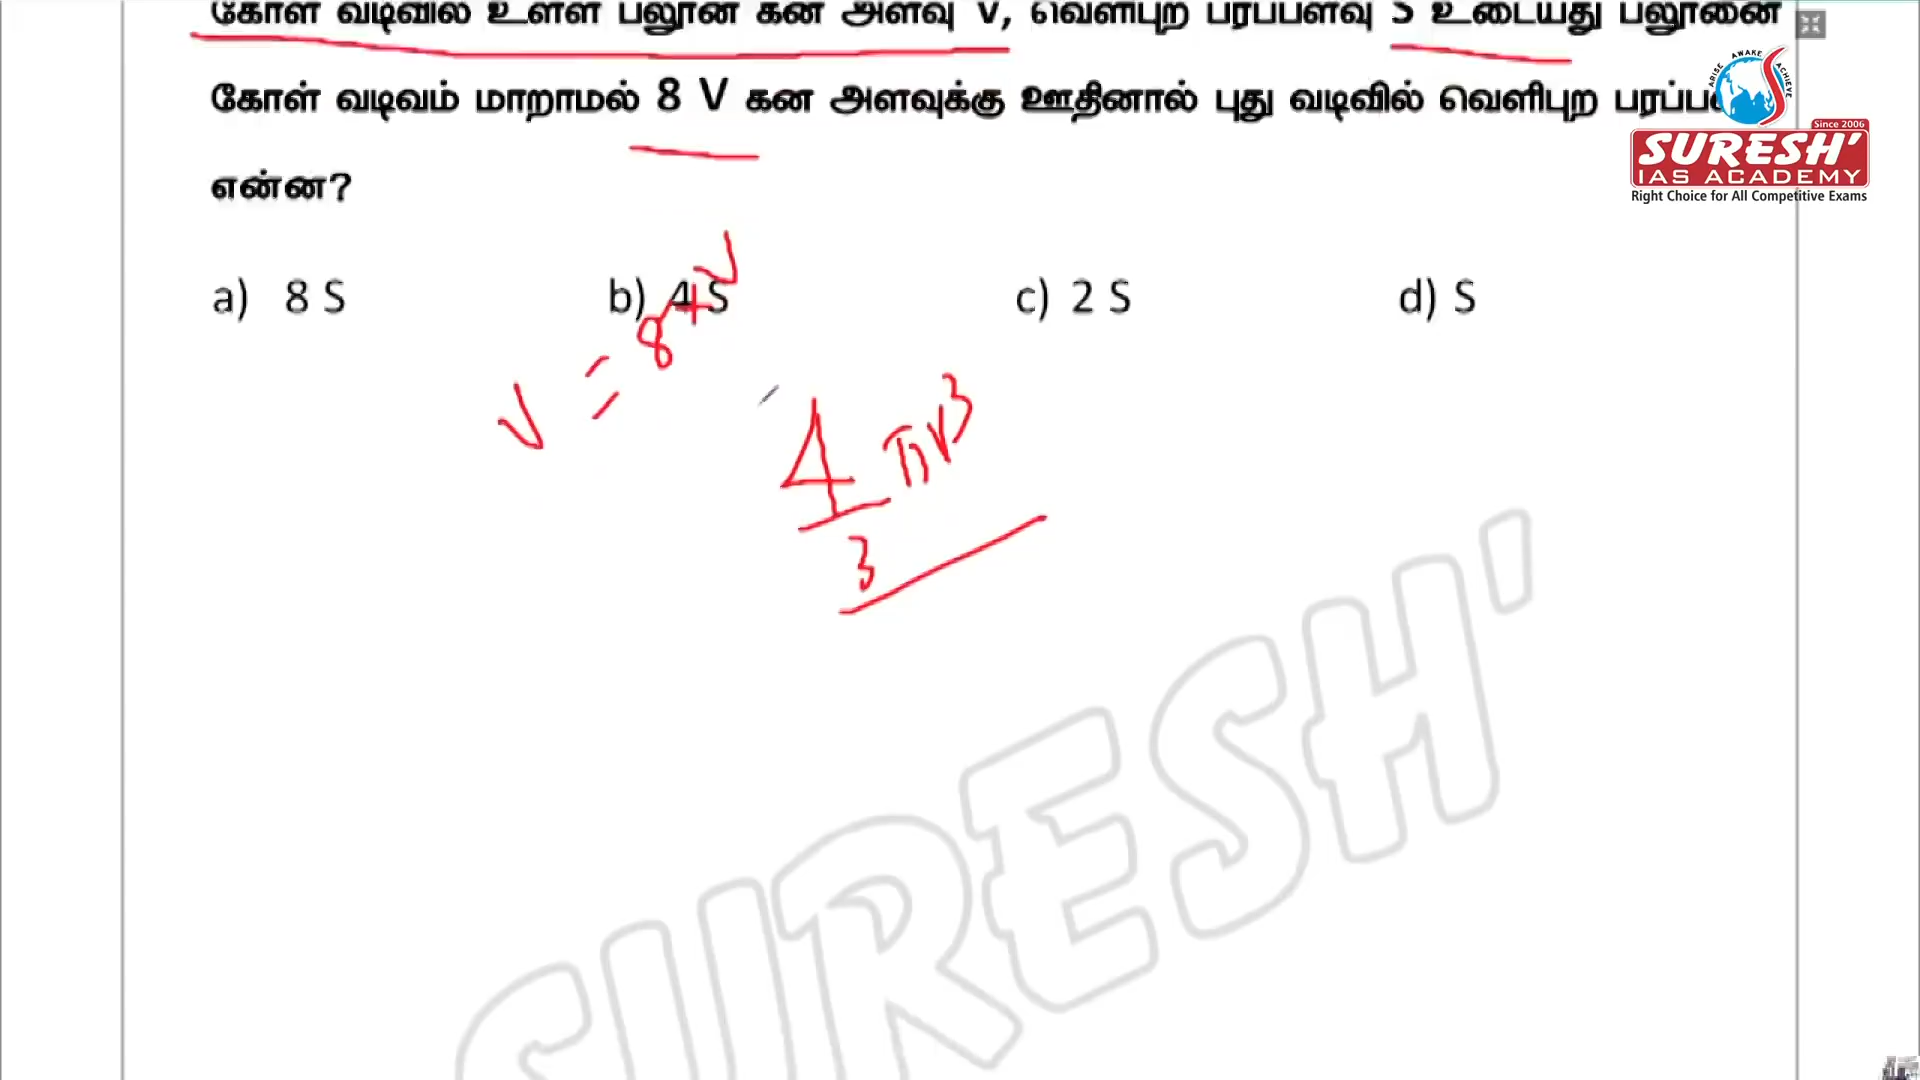 கோள வடிவில் உள்ள பலூன் கன அளவு V, வெளிபுற பரப்பளவு S உடையது பலூனை
கோள் வடிவம் மாறாமல் 8 V கன அளவுக்கு ஊதினால் புது வடிவில் வெளிபுற
என்ன?
a) 8 S b) 4 S c) 2 S d) S
V = 8 × V
4/3 πr³
ARISE AWAKE ACHIEVE
Since 2006
SURESH'
IAS ACADEMY
Right Choice for All Competitive Exams
SURESH'